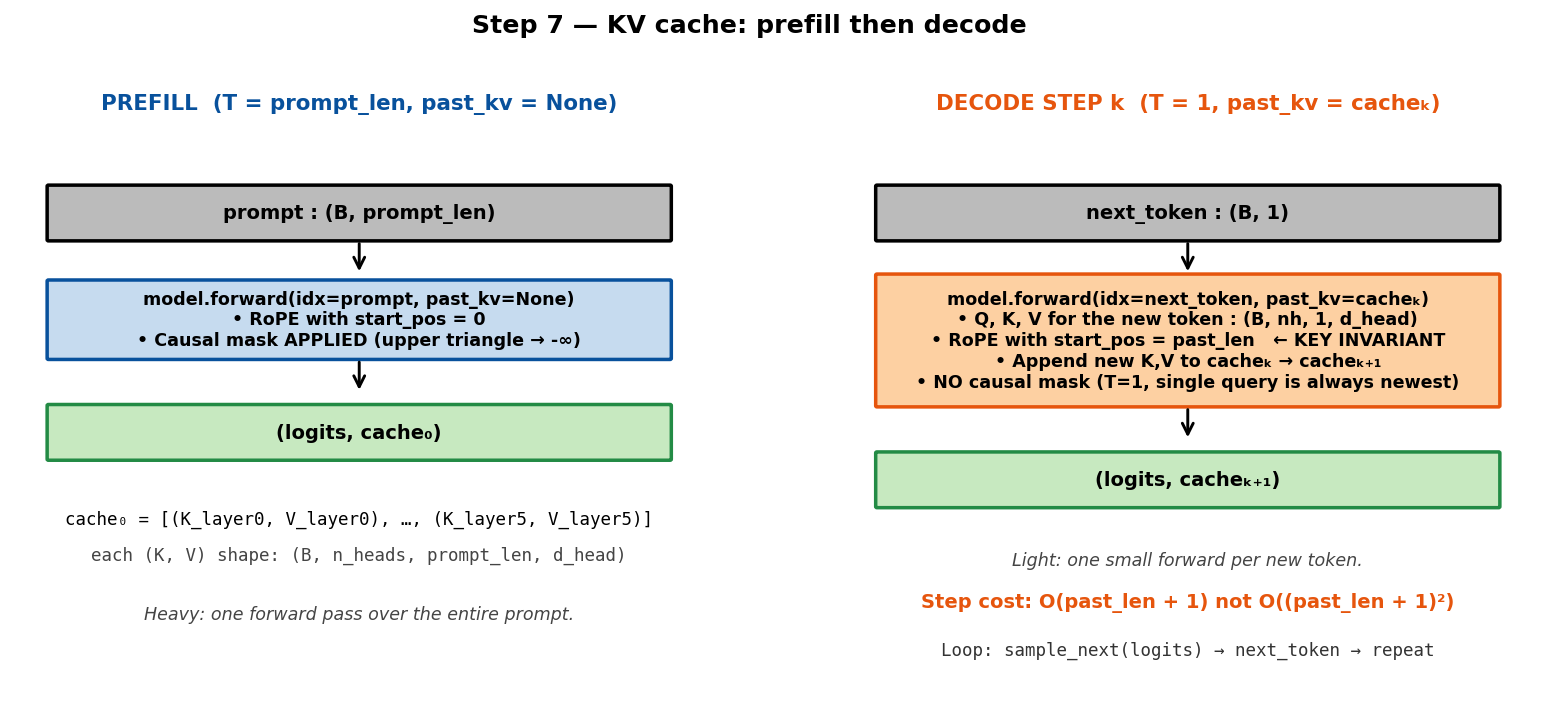 Step 7 — KV cache: prefill then decode
PREFILL  (T = prompt_len, past_kv = None)
prompt : (B, prompt_len)
model.forward(idx=prompt, past_kv=None)
• RoPE with start_pos = 0
• Causal mask APPLIED (upper triangle → -∞)
(logits, cache₀)
cache₀ = [(K_layer0, V_layer0), …, (K_layer5, V_layer5)]
each (K, V) shape: (B, n_heads, prompt_len, d_head)
Heavy: one forward pass over the entire prompt.
DECODE STEP k  (T = 1, past_kv = cacheₖ)
next_token : (B, 1)
model.forward(idx=next_token, past_kv=cacheₖ)
• Q, K, V for the new token : (B, nh, 1, d_head)
• RoPE with start_pos = past_len   ← KEY INVARIANT
• Append new K,V to cacheₖ → cacheₖ₊₁
• NO causal mask (T=1, single query is always newest)
(logits, cacheₖ₊₁)
Light: one small forward per new token.
Step cost: O(past_len + 1) not O((past_len + 1)²)
Loop: sample_next(logits) → next_token → repeat